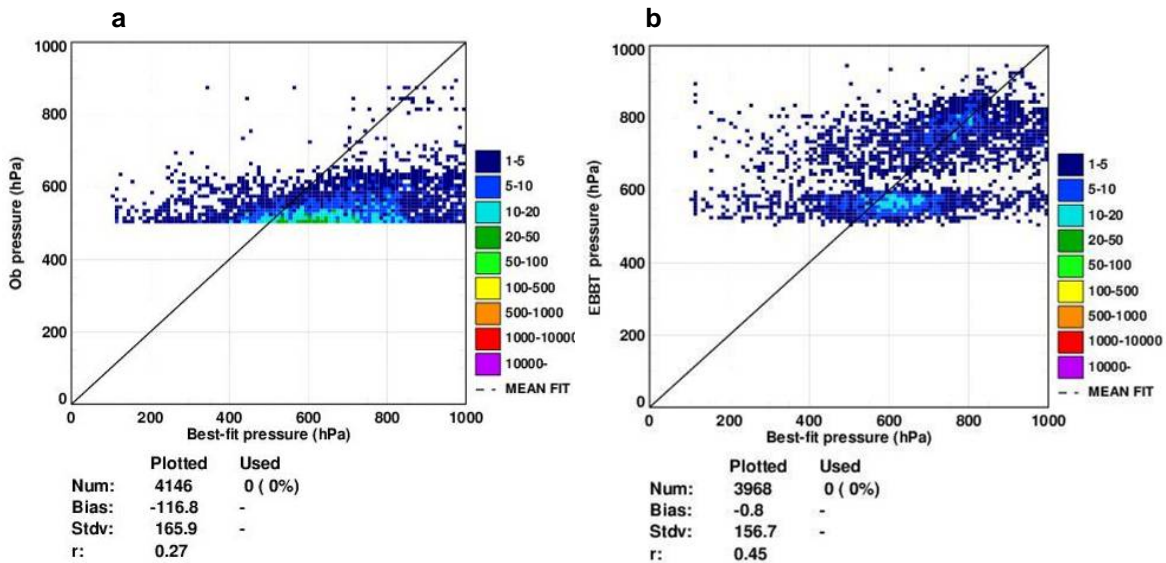 a
1000
800
600
400
200
0
Ob pressure (hPa)
0 200 400 600 800 1000
Best-fit pressure (hPa)
1-5
5-10
10-20
20-50
50-100
100-500
500-1000
1000-10000
10000-
MEAN FIT
Plotted Used
Num: 4146 0 ( 0%)
Bias: -116.8 -
Stdv: 165.9 -
r: 0.27
b
1000
800
600
400
200
0
EBBT pressure (hPa)
0 200 400 600 800 1000
Best-fit pressure (hPa)
1-5
5-10
10-20
20-50
50-100
100-500
500-1000
1000-10000
10000-
MEAN FIT
Plotted Used
Num: 3968 0 ( 0%)
Bias: -0.8 -
Stdv: 156.7 -
r: 0.45